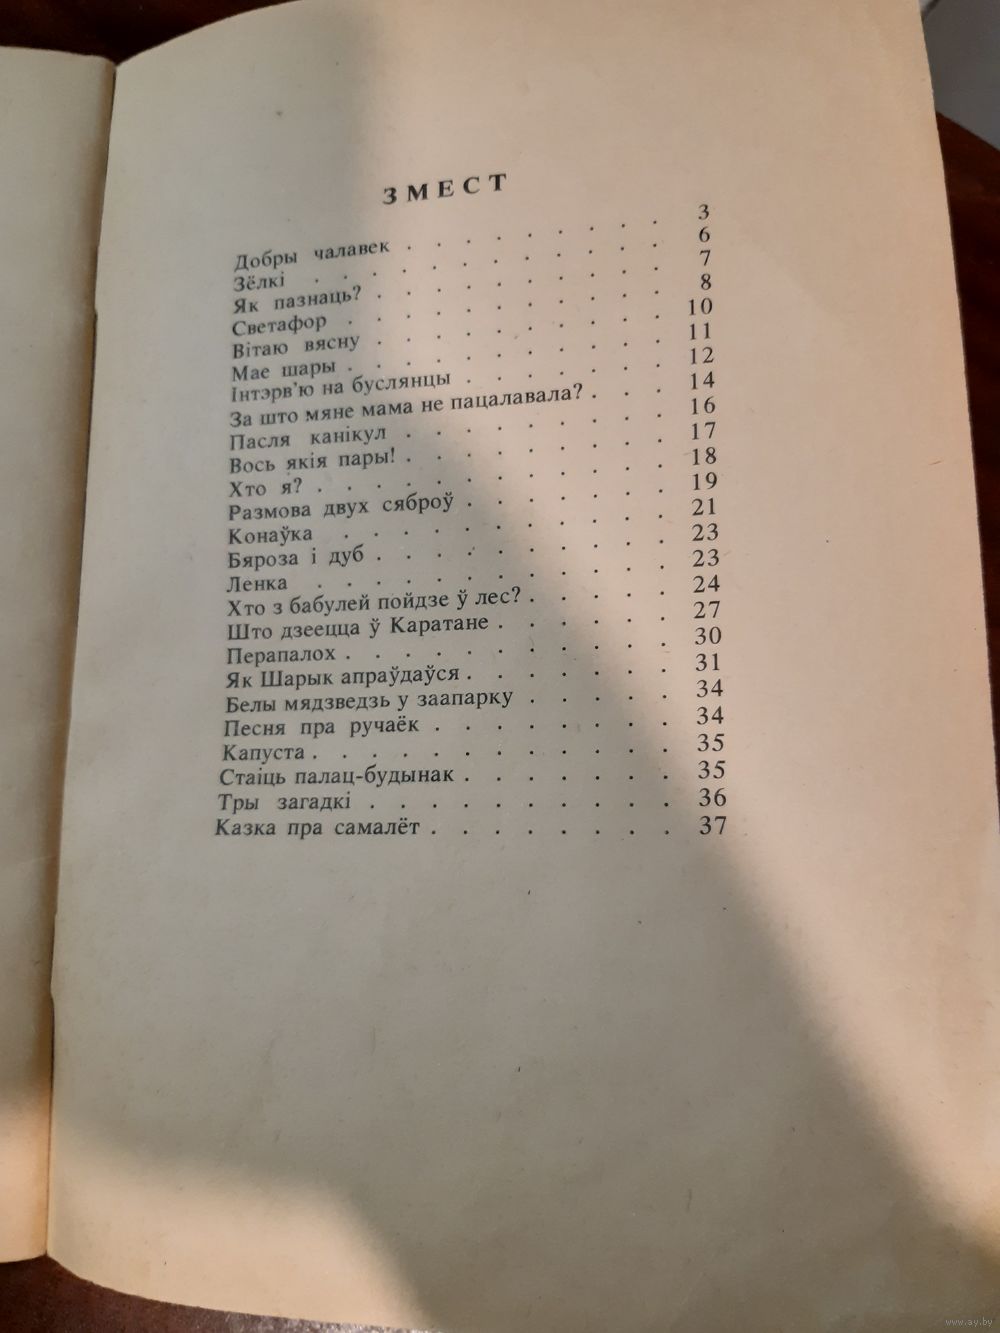 ЗМЕСТ
Добры чалавек . . . . . . . . . 3
Зёлкі . . . . . . . . . . . 6
Як пазнаць? . . . . . . . . . . 7
Светафор . . . . . . . . . . . 8
Вітаю вясну . . . . . . . . . . 10
Мае шары . . . . . . . . . . . 11
Інтэрв'ю на буслянцы . . . . . . . 12
За што мяне мама не пацалавала? . . . 14
Пасля канікул . . . . . . . . . 16
Вось якія пары! . . . . . . . . . 17
Хто я? . . . . . . . . . . . . 18
Размова двух сяброў . . . . . . . 19
Конаўка . . . . . . . . . . . 21
Бяроза і дуб . . . . . . . . . . 23
Ленка . . . . . . . . . . . . 23
Хто з бабулей пойдзе ў лес? . . . . . 24
Што дзеецца ў Каратане . . . . . . 27
Перапалох . . . . . . . . . . . 30
Як Шарык апраўдаўся . . . . . . . 31
Белы мядзведзь у заапарку . . . . . 34
Песня пра ручаёк . . . . . . . . 34
Капуста . . . . . . . . . . . . 35
Стаіць палац-будынак . . . . . . . 35
Тры загадкі . . . . . . . . . . 36
Казка пра самалёт . . . . . . . . 37
www.ay.by